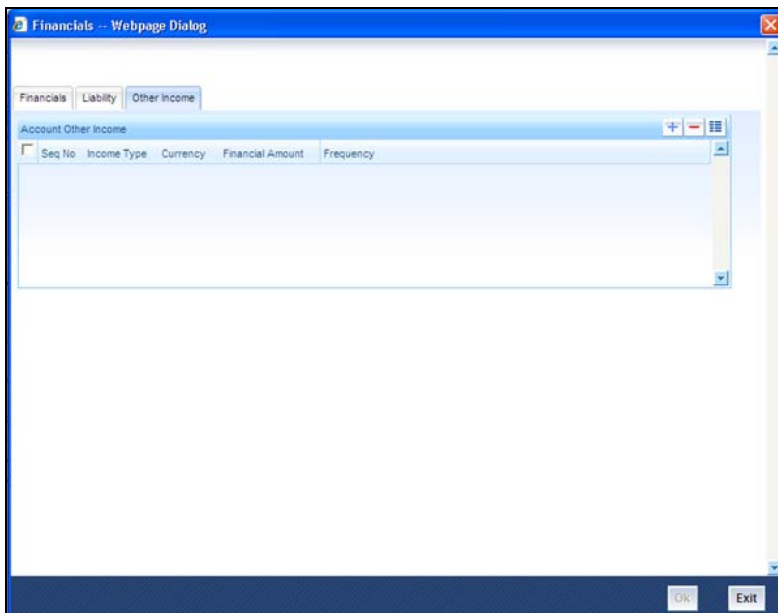 Financials -- Webpage Dialog
Financials Liability Other Income
Account Other Income
Seq No Income Type Currency Financial Amount Frequency
Ok Exit